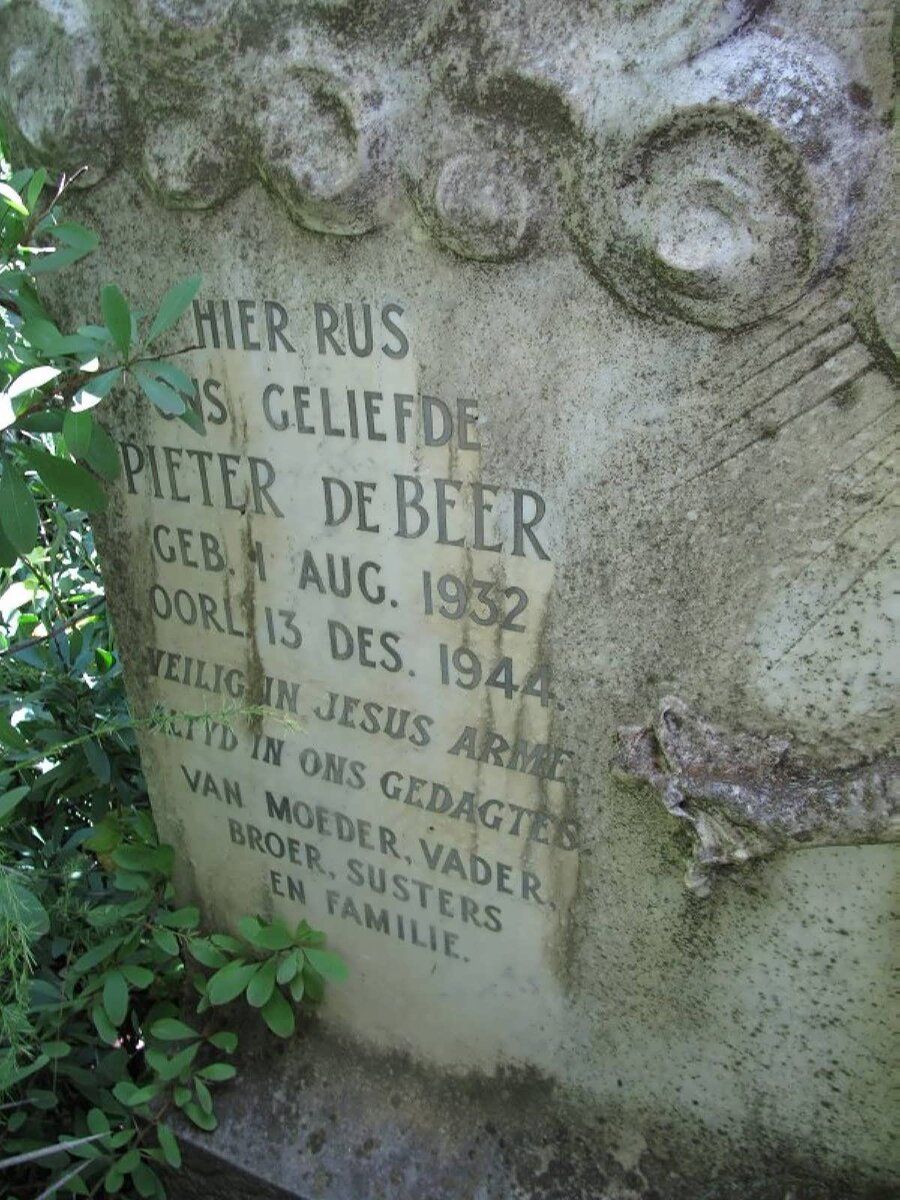 HIER RUS
ONS GELIEFDE
PIETER DE BEER
GEB. 1 AUG. 1932
OORL. 13 DES. 1944.
VEILIG IN JESUS ARME,
ALTYD IN ONS GEDAGTES
VAN MOEDER, VADER,
BROER, SUSTERS
EN FAMILIE.